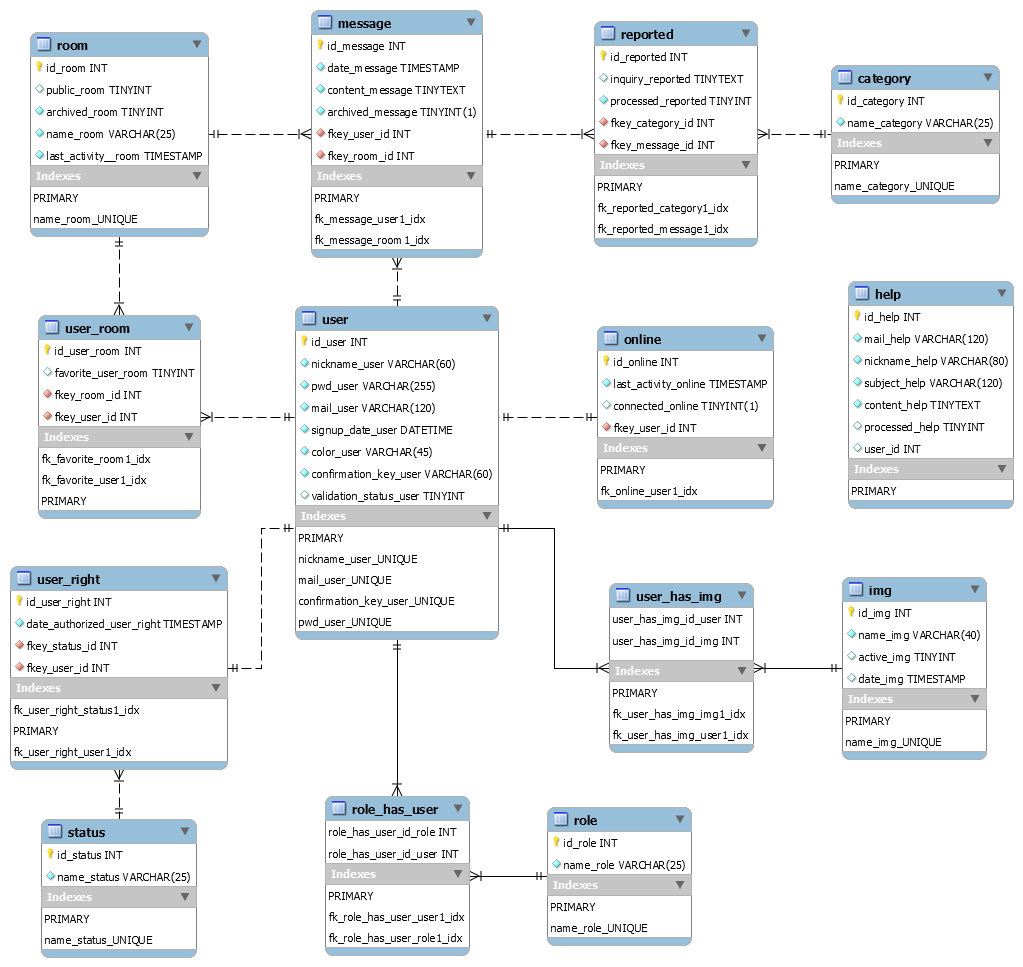 room
id_room INT
public_room TINYINT
archived_room TINYINT
name_room VARCHAR(25)
last_activity__room TIMESTAMP
Indexes
PRIMARY
name_room_UNIQUE
message
id_message INT
date_message TIMESTAMP
content_message TINYTEXT
archived_message TINYINT(1)
fkey_user_id INT
fkey_room_id INT
Indexes
PRIMARY
fk_message_user1_idx
fk_message_room1_idx
reported
id_reported INT
inquiry_reported TINYTEXT
processed_reported TINYINT
fkey_category_id INT
fkey_message_id INT
Indexes
PRIMARY
fk_reported_category1_idx
fk_reported_message1_idx
category
id_category INT
name_category VARCHAR(25)
Indexes
PRIMARY
name_category_UNIQUE
user_room
id_user_room INT
favorite_user_room TINYINT
fkey_room_id INT
fkey_user_id INT
Indexes
fk_favorite_room1_idx
fk_favorite_user1_idx
PRIMARY
user
id_user INT
nickname_user VARCHAR(60)
pwd_user VARCHAR(255)
mail_user VARCHAR(120)
signup_date_user DATETIME
color_user VARCHAR(45)
confirmation_key_user VARCHAR(60)
validation_status_user TINYINT
Indexes
PRIMARY
nickname_user_UNIQUE
mail_user_UNIQUE
confirmation_key_user_UNIQUE
pwd_user_UNIQUE
online
id_online INT
last_activity_online TIMESTAMP
connected_online TINYINT(1)
fkey_user_id INT
Indexes
PRIMARY
fk_online_user1_idx
help
id_help INT
mail_help VARCHAR(120)
nickname_help VARCHAR(80)
subject_help VARCHAR(120)
content_help TINYTEXT
processed_help TINYINT
user_id INT
Indexes
PRIMARY
user_right
id_user_right INT
date_authorized_user_right TIMESTAMP
fkey_status_id INT
fkey_user_id INT
Indexes
fk_user_right_status1_idx
PRIMARY
fk_user_right_user1_idx
user_has_img
user_has_img_id_user INT
user_has_img_id_img INT
Indexes
PRIMARY
fk_user_has_img_img1_idx
fk_user_has_img_user1_idx
img
id_img INT
name_img VARCHAR(40)
active_img TINYINT
date_img TIMESTAMP
Indexes
PRIMARY
name_img_UNIQUE
status
id_status INT
name_status VARCHAR(25)
Indexes
PRIMARY
name_status_UNIQUE
role_has_user
role_has_user_id_role INT
role_has_user_id_user INT
Indexes
PRIMARY
fk_role_has_user_user1_idx
fk_role_has_user_role1_idx
role
id_role INT
name_role VARCHAR(25)
Indexes
PRIMARY
name_role_UNIQUE